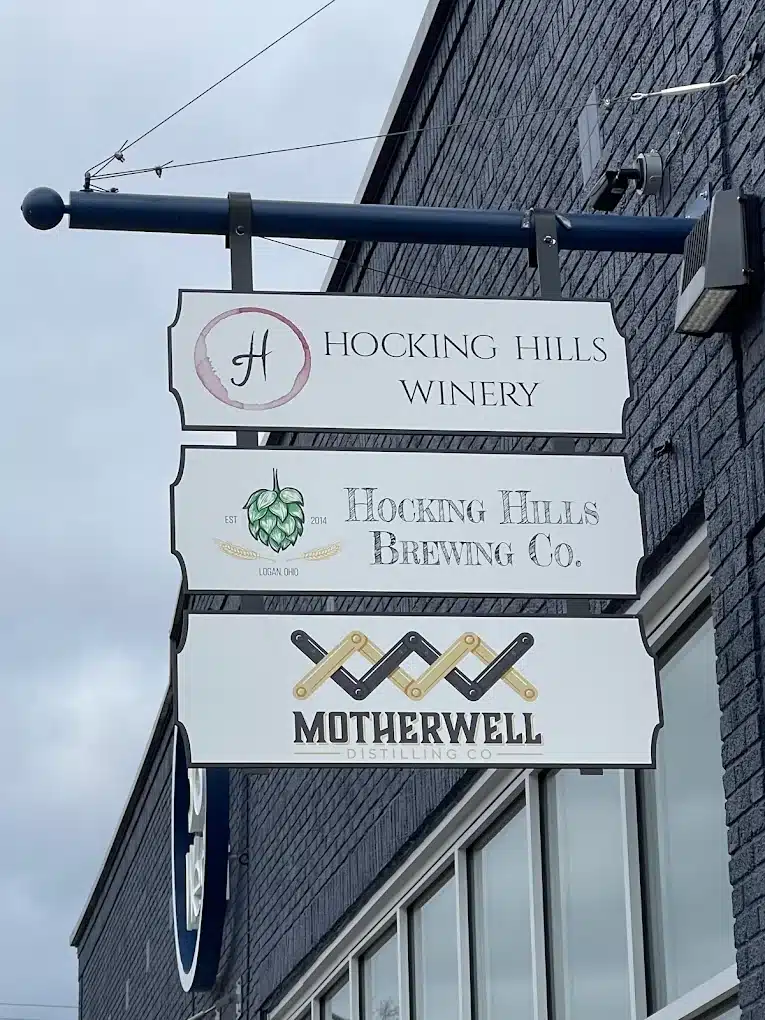 H
HOCKING HILLS
WINERY
EST 2014
LOGAN, OHIO
HOCKING HILLS
BREWING CO.
MOTHERWELL
DISTILLING CO